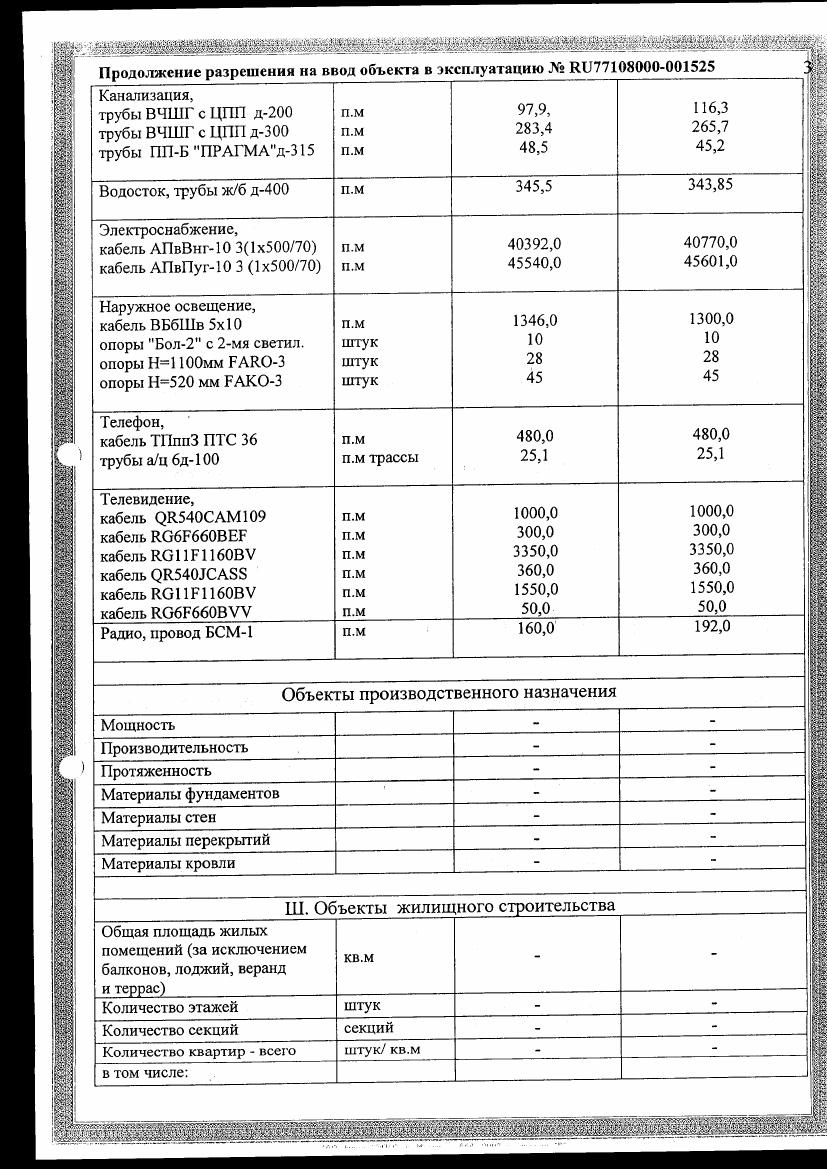 Продолжение разрешения на ввод объекта в эксплуатацию № RU77108000-001525
3
Канализация,
трубы ВЧШГ с ЦПП д-200 п.м 97,9, 116,3
трубы ВЧШГ с ЦПП д-300 п.м 283,4 265,7
трубы ПП-Б "ПРАГМА"д-315 п.м 48,5 45,2
Водосток, трубы ж/б д-400 п.м 345,5 343,85
Электроснабжение,
кабель АПвВнг-10 3(1х500/70) п.м 40392,0 40770,0
кабель АПвПуг-10 3 (1х500/70) п.м 45540,0 45601,0
Наружное освещение,
кабель ВБбШв 5х10 п.м 1346,0 1300,0
опоры "Бол-2" с 2-мя светил. штук 10 10
опоры Н=1100мм FARO-3 штук 28 28
опоры Н=520 мм FAКО-3 штук 45 45
Телефон,
кабель ТПппЗ ПТС 36 п.м 480,0 480,0
трубы а/ц 6д-100 п.м трассы 25,1 25,1
Телевидение,
кабель QR540CAM109 п.м 1000,0 1000,0
кабель RG6F660BEF п.м 300,0 300,0
кабель RG11F1160BV п.м 3350,0 3350,0
кабель QR540JCASS п.м 360,0 360,0
кабель RG11F1160BV п.м 1550,0 1550,0
кабель RG6F660BVV п.м 50,0 50,0
Радио, провод БСМ-1 п.м 160,0 192,0
Объекты производственного назначения
Мощность - -
Производительность - -
Протяженность - -
Материалы фундаментов - -
Материалы стен - -
Материалы перекрытий - -
Материалы кровли - -
Ш. Объекты жилищного строительства
Общая площадь жилых
помещений (за исключением кв.м - -
балконов, лоджий, веранд
и террас)
Количество этажей штук - -
Количество секций секций - -
Количество квартир - всего штук/ кв.м - -
в том числе: